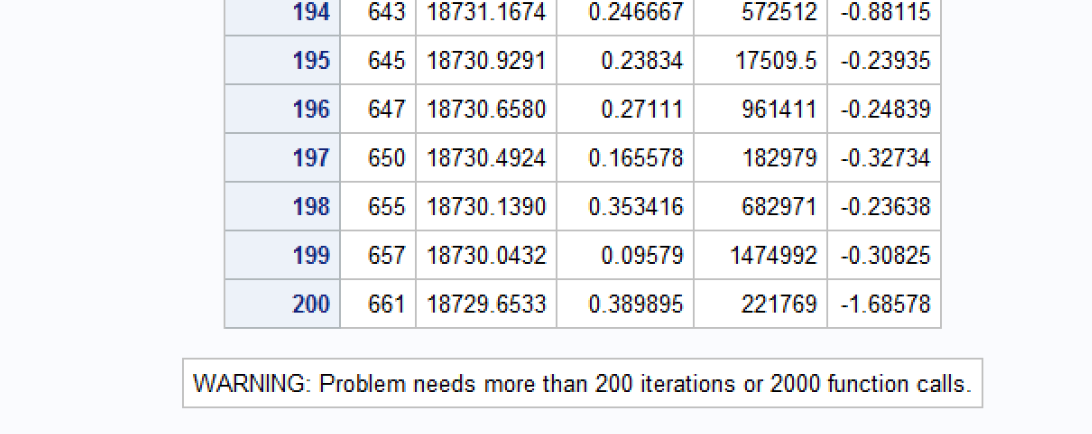 194 643 18731.1674 0.246667 572512 -0.88115
195 645 18730.9291 0.23834 17509.5 -0.23935
196 647 18730.6580 0.27111 961411 -0.24839
197 650 18730.4924 0.165578 182979 -0.32734
198 655 18730.1390 0.353416 682971 -0.23638
199 657 18730.0432 0.09579 1474992 -0.30825
200 661 18729.6533 0.389895 221769 -1.68578
WARNING: Problem needs more than 200 iterations or 2000 function calls.